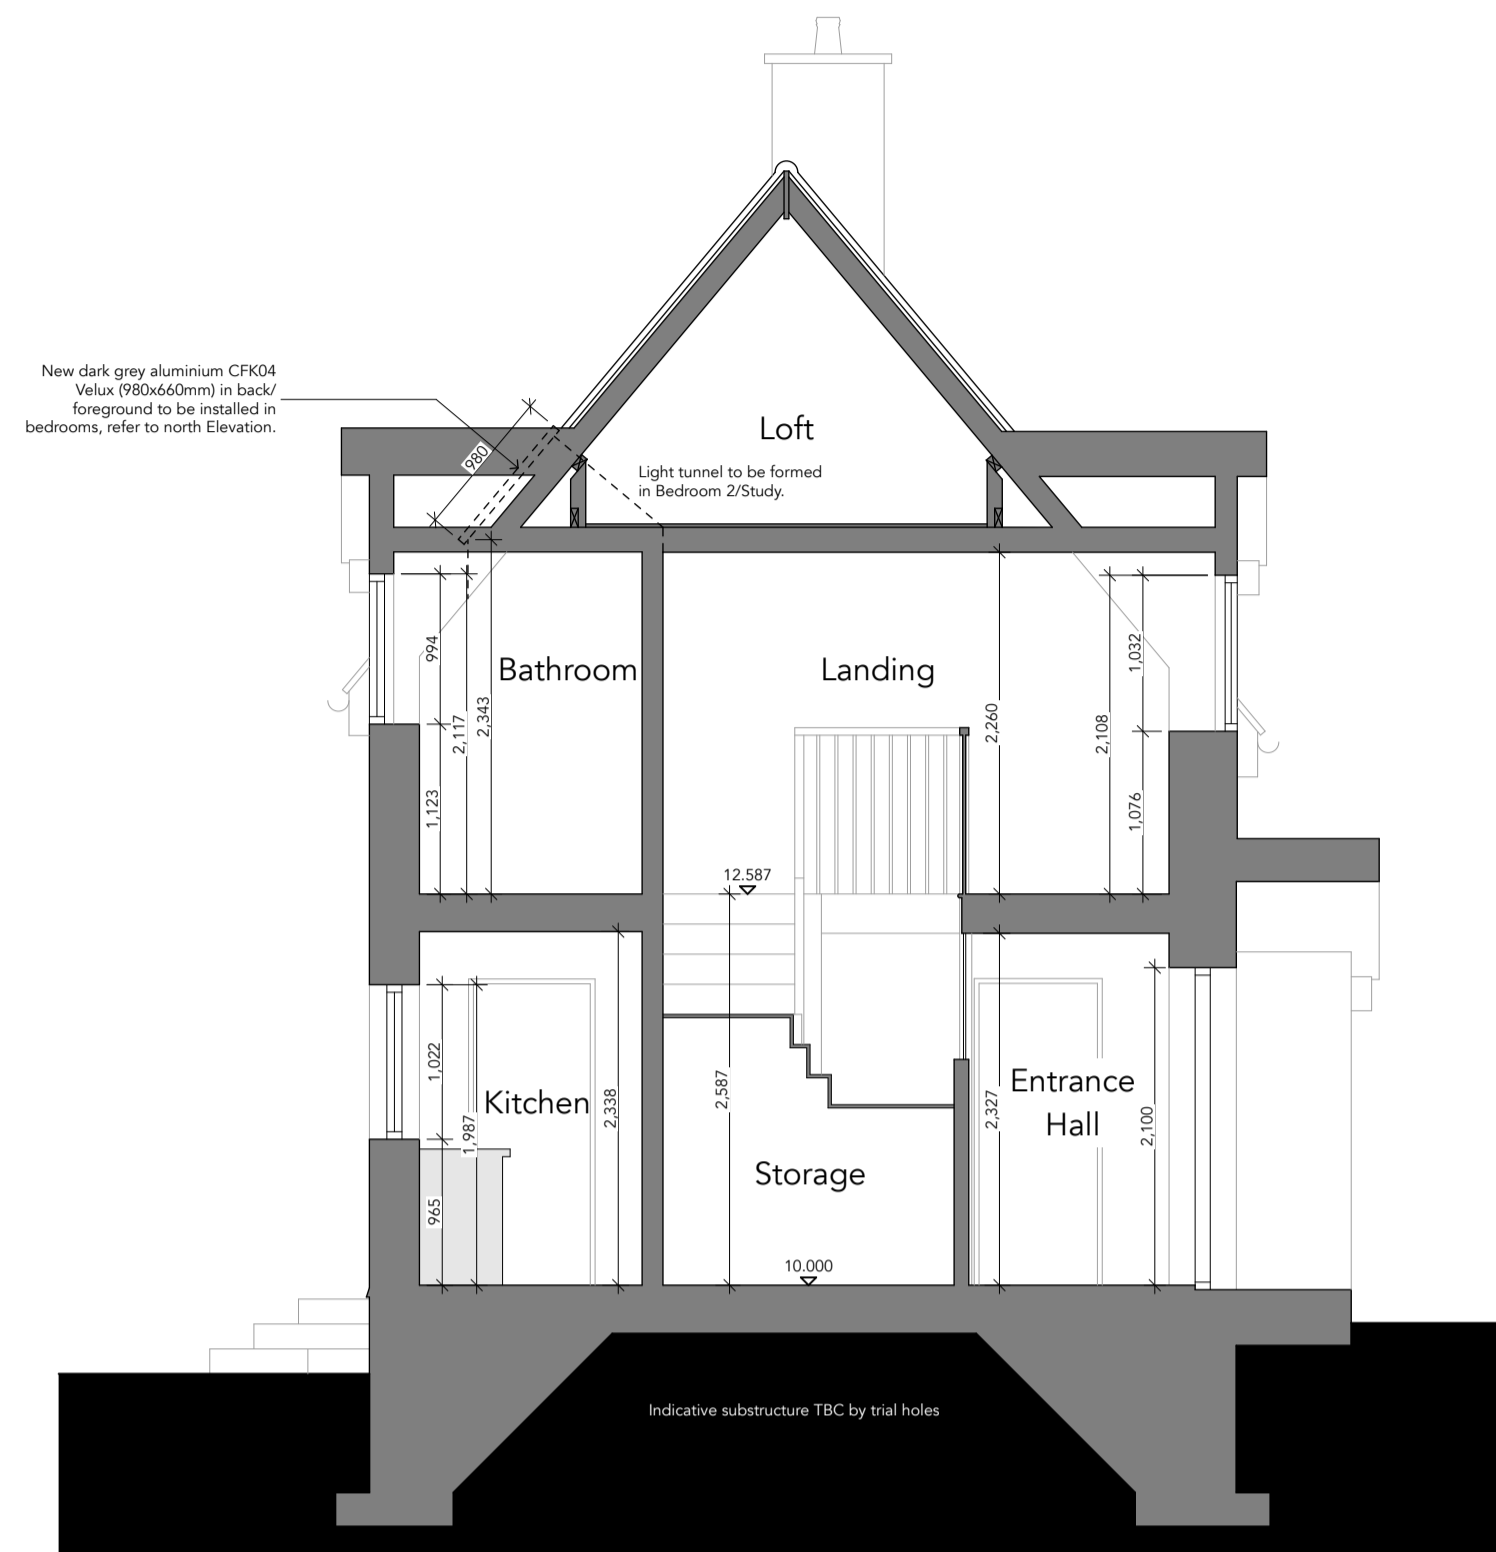 New dark grey aluminium CFK04
Velux (980x660mm) in back/
foreground to be installed in
bedrooms, refer to north Elevation.
980
Loft
Light tunnel to be formed
in Bedroom 2/Study.
994
1,123
2,117
2,343
Bathroom
Landing
2,260
2,108
1,032
1,076
12.587
1,022
965
1,987
Kitchen
2,338
2,587
2,327
Entrance
Hall
2,100
Storage
10.000
Indicative substructure TBC by trial holes